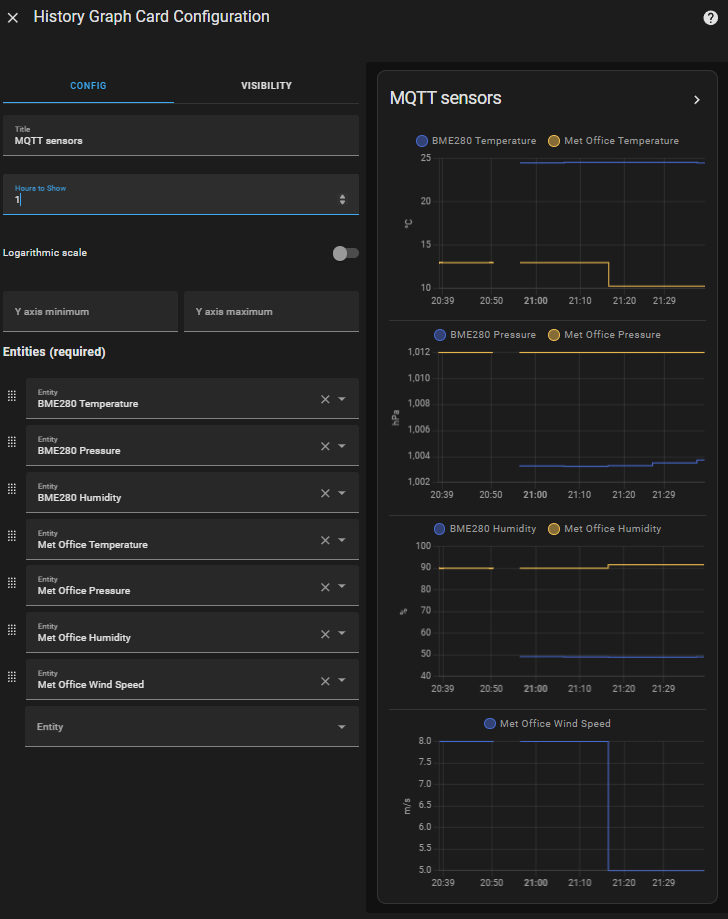 History Graph Card Configuration
CONFIG
VISIBILITY
Title
MQTT sensors
Hours to Show
1
Logarithmic scale
Y axis minimum
Y axis maximum
Entities (required)
Entity
BME280 Temperature
Entity
BME280 Pressure
Entity
BME280 Humidity
Entity
Met Office Temperature
Entity
Met Office Pressure
Entity
Met Office Humidity
Entity
Met Office Wind Speed
Entity
MQTT sensors
BME280 Temperature Met Office Temperature
25
20
15
10
°C
20:39 20:50 21:00 21:10 21:20 21:29
BME280 Pressure Met Office Pressure
1,012
1,010
1,008
1,006
1,004
1,002
hPa
20:39 20:50 21:00 21:10 21:20 21:29
BME280 Humidity Met Office Humidity
100
90
80
70
60
50
40
%
20:39 20:50 21:00 21:10 21:20 21:29
Met Office Wind Speed
8.0
7.5
7.0
6.5
6.0
5.5
5.0
m/s
20:39 20:50 21:00 21:10 21:20 21:29